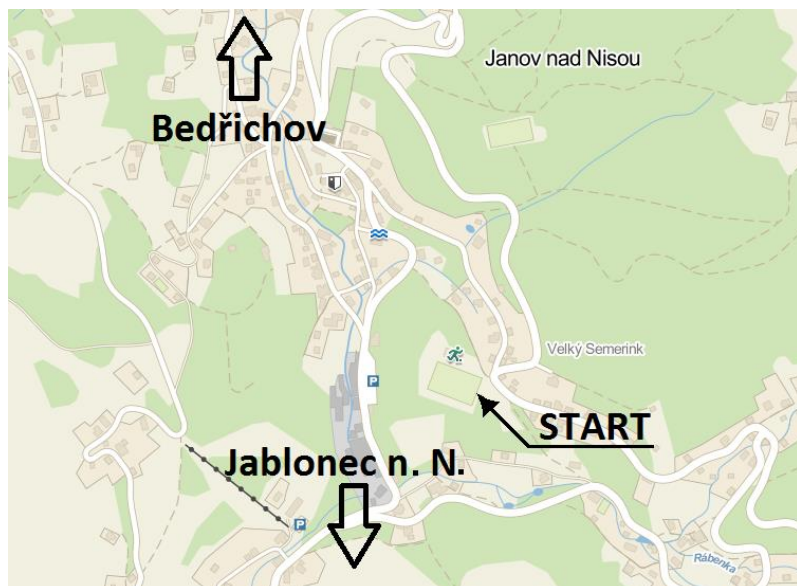 Janov nad Nisou
Bedřichov
P
Velký Semerink
START
Jablonec n. N.
P
Rábenka